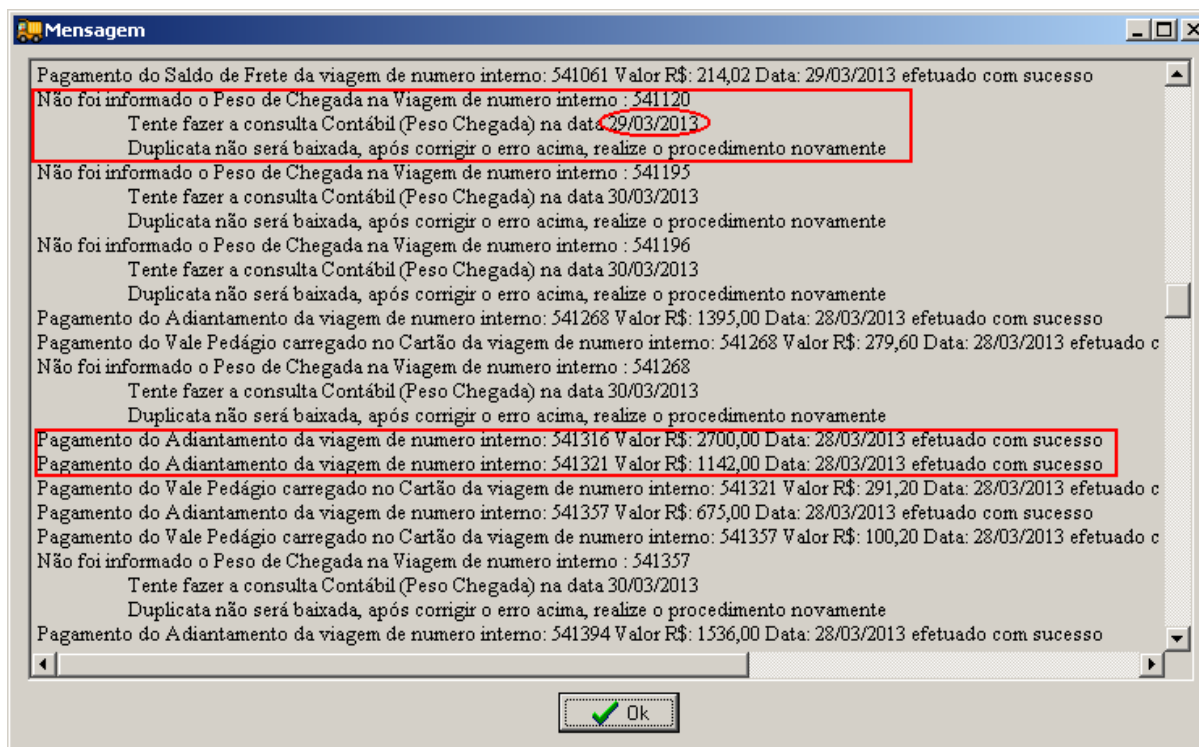 Mensagem
Pagamento do Saldo de Frete da viagem de numero interno: 541061 Valor R$: 214,02 Data: 29/03/2013 efetuado com sucesso
Não foi informado o Peso de Chegada na Viagem de numero interno : 541120
Tente fazer a consulta Contábil (Peso Chegada) na data 29/03/2013
Duplicata não será baixada, após corrigir o erro acima, realize o procedimento novamente
Não foi informado o Peso de Chegada na Viagem de numero interno : 541195
Tente fazer a consulta Contábil (Peso Chegada) na data 30/03/2013
Duplicata não será baixada, após corrigir o erro acima, realize o procedimento novamente
Não foi informado o Peso de Chegada na Viagem de numero interno : 541196
Tente fazer a consulta Contábil (Peso Chegada) na data 30/03/2013
Duplicata não será baixada, após corrigir o erro acima, realize o procedimento novamente
Pagamento do Adiantamento da viagem de numero interno: 541268 Valor R$: 1395,00 Data: 28/03/2013 efetuado com sucesso
Pagamento do Vale Pedágio carregado no Cartão da viagem de numero interno: 541268 Valor R$: 279,60 Data: 28/03/2013 efetuado c
Não foi informado o Peso de Chegada na Viagem de numero interno : 541268
Tente fazer a consulta Contábil (Peso Chegada) na data 30/03/2013
Duplicata não será baixada, após corrigir o erro acima, realize o procedimento novamente
Pagamento do Adiantamento da viagem de numero interno: 541316 Valor R$: 2700,00 Data: 28/03/2013 efetuado com sucesso
Pagamento do Adiantamento da viagem de numero interno: 541321 Valor R$: 1142,00 Data: 28/03/2013 efetuado com sucesso
Pagamento do Vale Pedágio carregado no Cartão da viagem de numero interno: 541321 Valor R$: 291,20 Data: 28/03/2013 efetuado c
Pagamento do Adiantamento da viagem de numero interno: 541357 Valor R$: 675,00 Data: 28/03/2013 efetuado com sucesso
Pagamento do Vale Pedágio carregado no Cartão da viagem de numero interno: 541357 Valor R$: 100,20 Data: 28/03/2013 efetuado c
Não foi informado o Peso de Chegada na Viagem de numero interno : 541357
Tente fazer a consulta Contábil (Peso Chegada) na data 30/03/2013
Duplicata não será baixada, após corrigir o erro acima, realize o procedimento novamente
Pagamento do Adiantamento da viagem de numero interno: 541394 Valor R$: 1536,00 Data: 28/03/2013 efetuado com sucesso
Ok